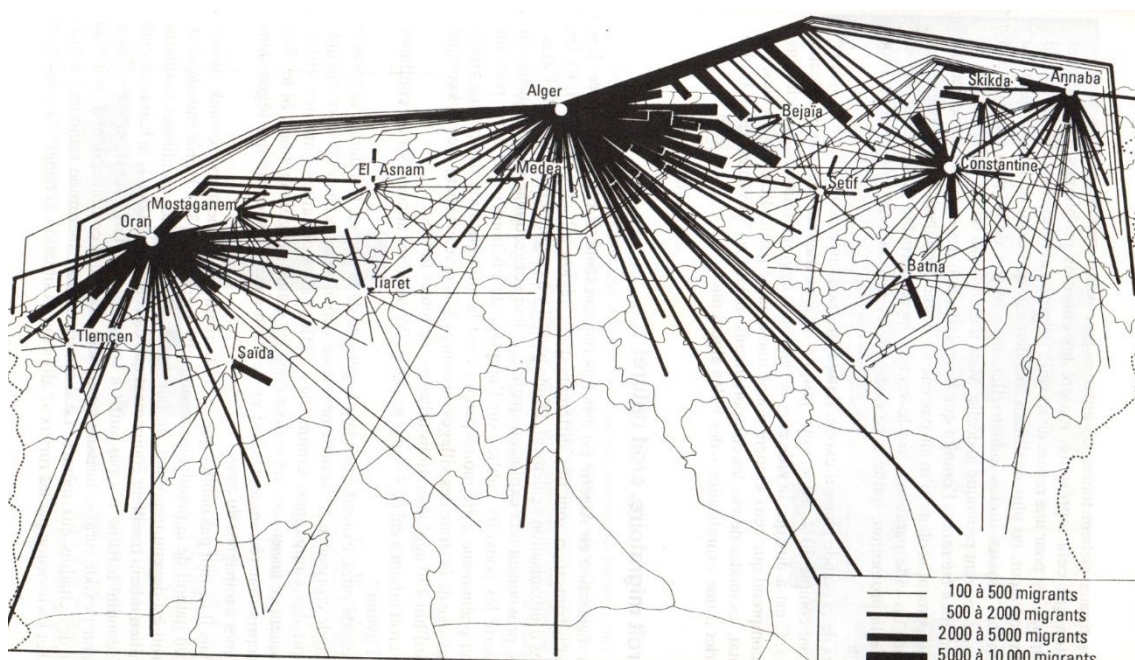 Alger
Skikda
Annaba
Bejaïa
El Asnam
Medea
Constantine
Setif
Mostaganem
Oran
Batna
Tiaret
Tlemcen
Saïda
100 à 500 migrants
500 à 2000 migrants
2000 à 5000 migrants
5000 à 10 000 migrants